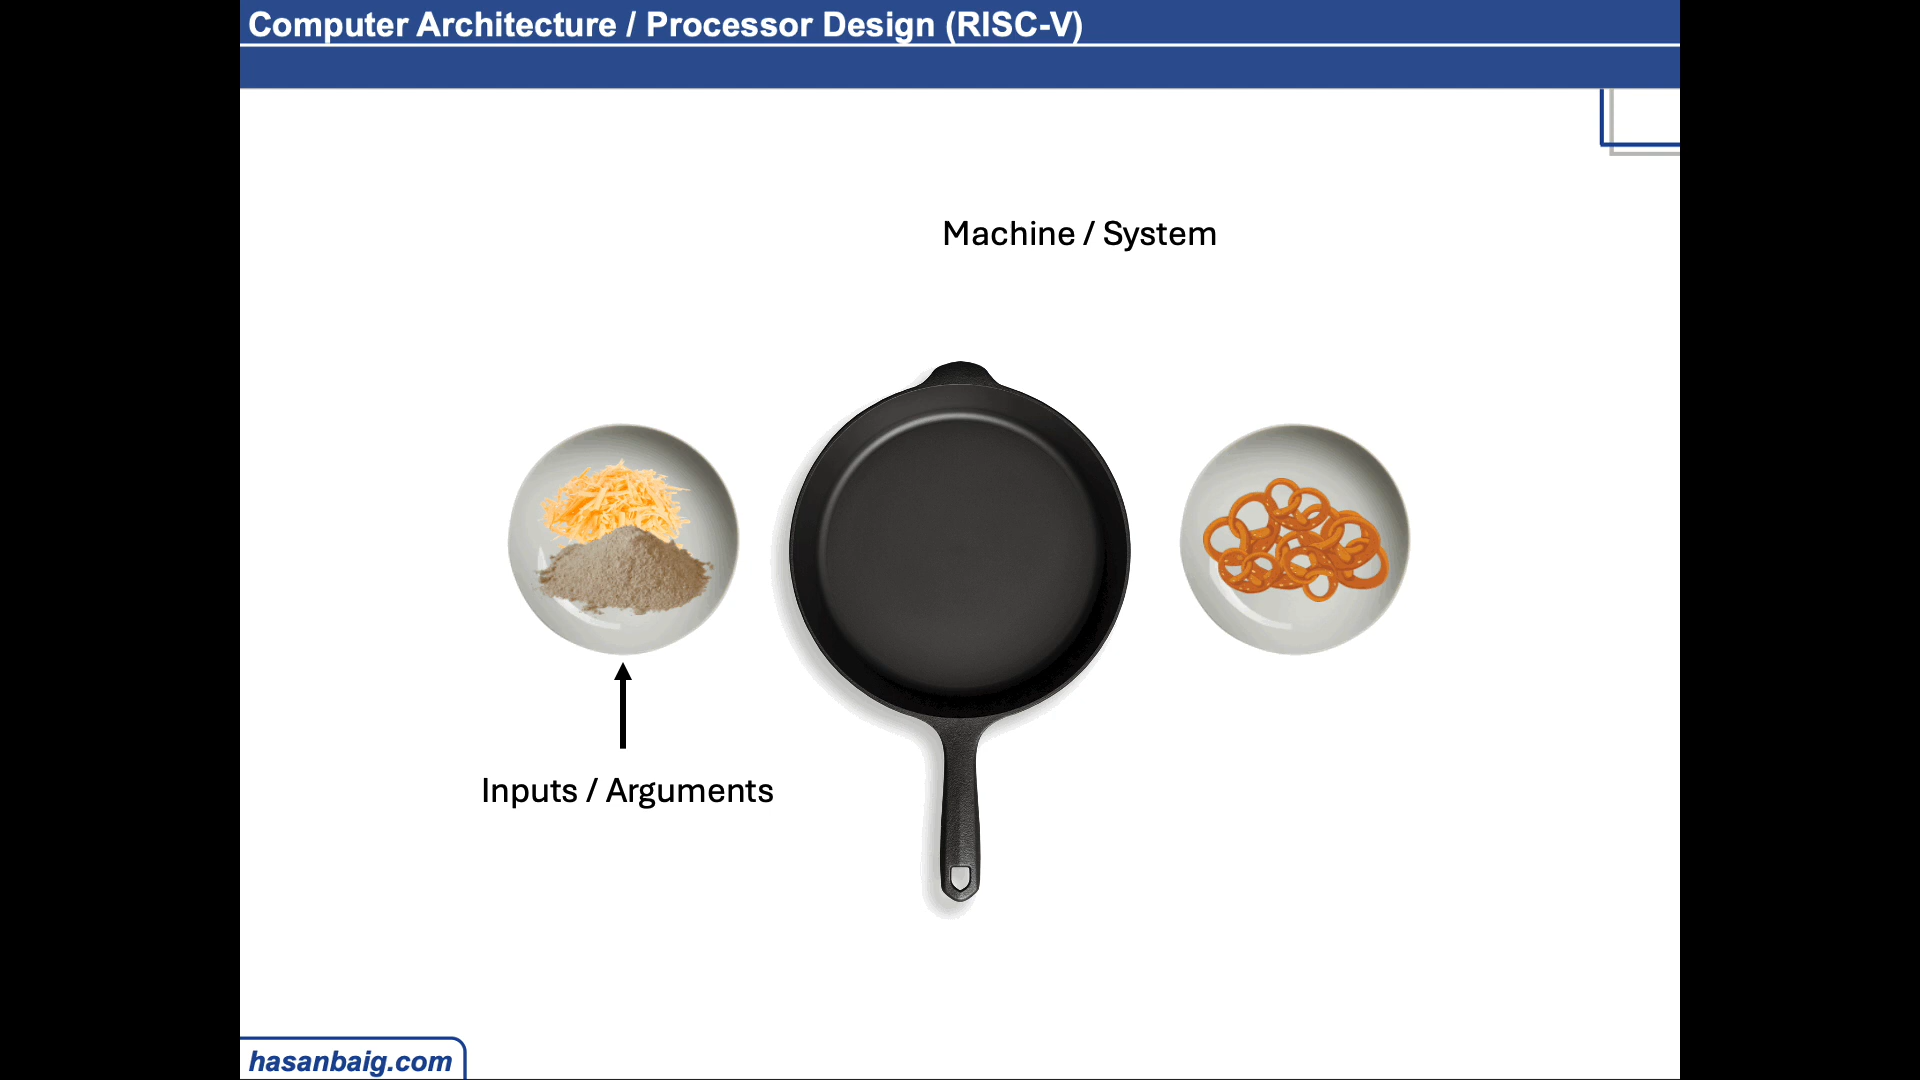 Computer Architecture / Processor Design (RISC-V)
Machine / System
Inputs / Arguments
hasanbaig.com